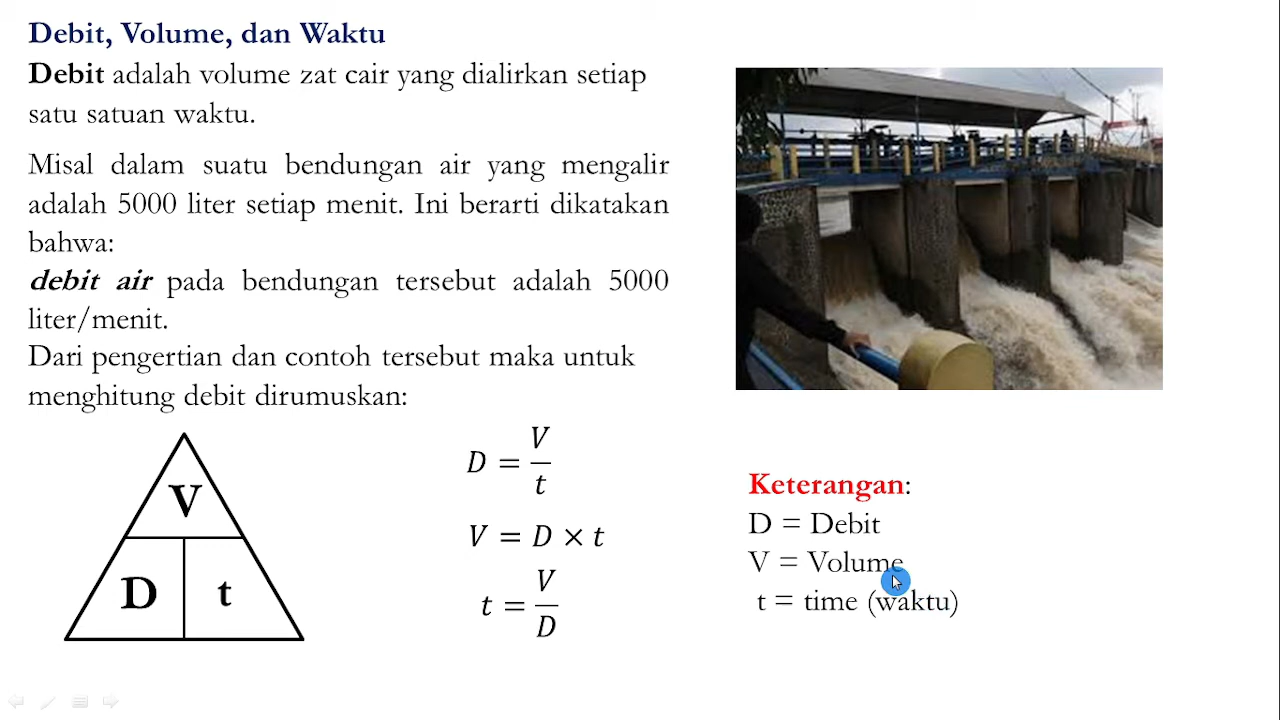 Debit, Volume, dan Waktu
Debit adalah volume zat cair yang dialirkan setiap
satu satuan waktu.
Misal dalam suatu bendungan air yang mengalir
adalah 5000 liter setiap menit. Ini berarti dikatakan
bahwa:
debit air pada bendungan tersebut adalah 5000
liter/menit.
Dari pengertian dan contoh tersebut maka untuk
menghitung debit dirumuskan:
V
D t
D = V/t
V = D × t
t = V/D
Keterangan:
D = Debit
V = Volume
t = time (waktu)